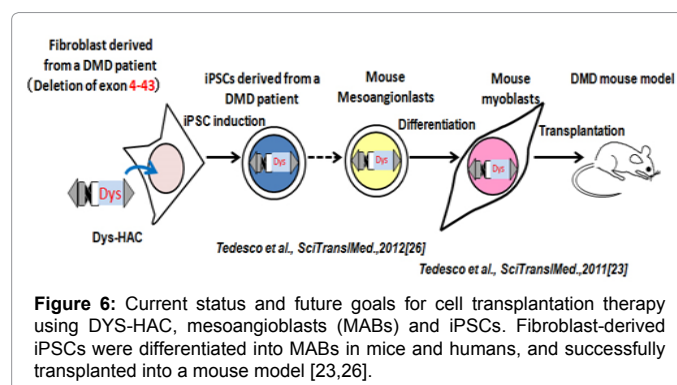 Fibroblast derived
from a DMD patient
(Deletion of exon 4-43)
iPSC induction
Dys
Dys-HAC
iPSCs derived from a
DMD patient
Dys
Mouse
Mesoangionlasts
Dys
Differentiation
Mouse
myoblasts
Dys
Transplantation
DMD mouse model
Tedesco et al., SciTranslMed.,2012[26]
Tedesco et al., SciTranslMed.,2011[23]
Figure 6: Current status and future goals for cell transplantation therapy
using DYS-HAC, mesoangioblasts (MABs) and iPSCs. Fibroblast-derived
iPSCs were differentiated into MABs in mice and humans, and successfully
transplanted into a mouse model [23,26].